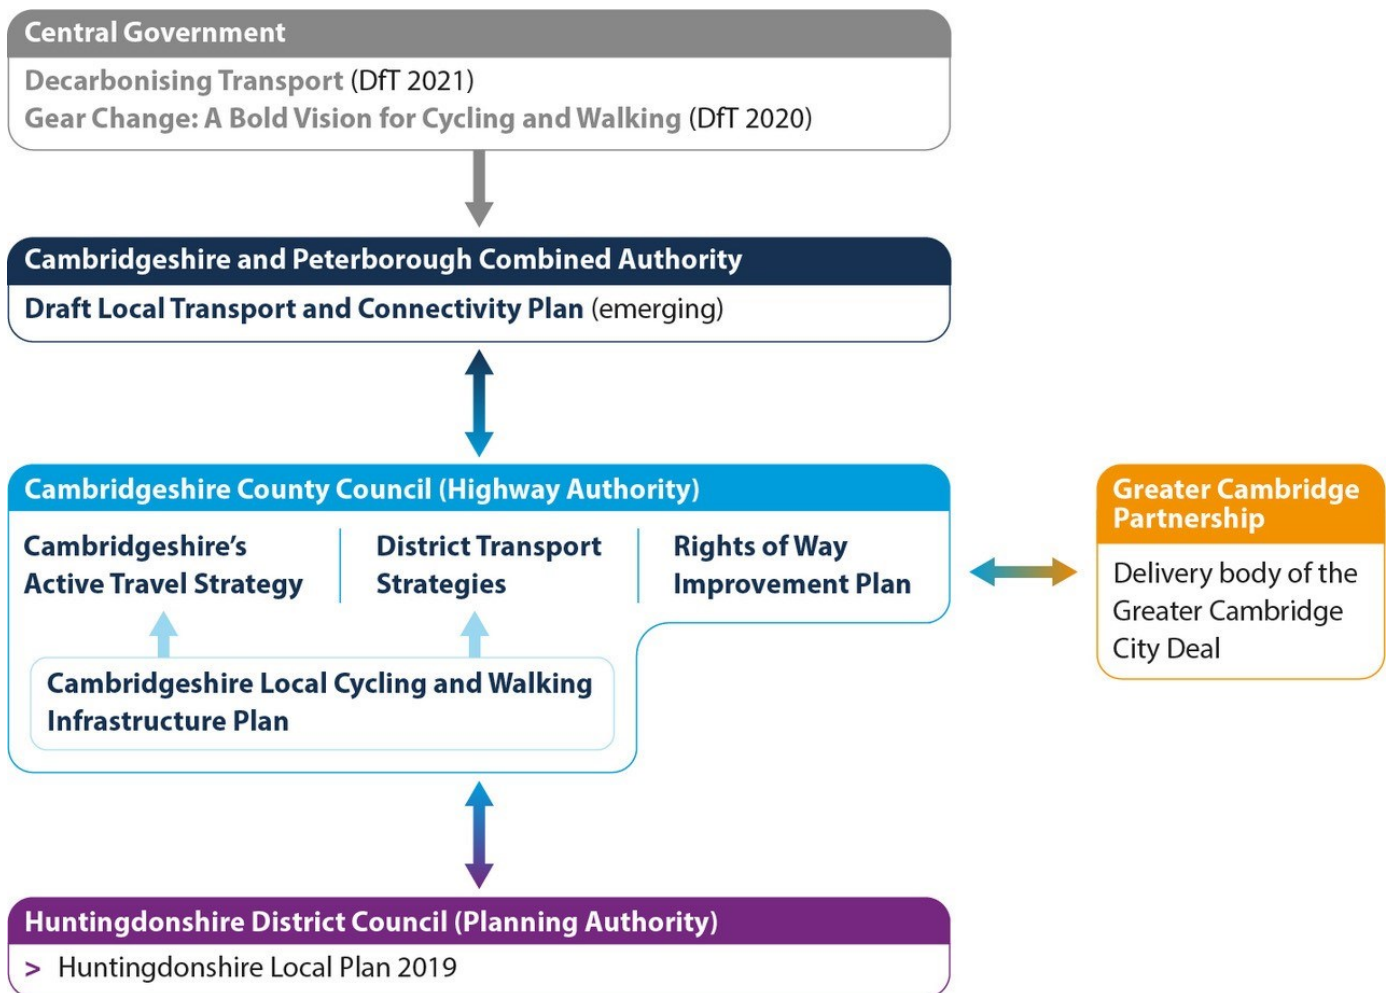 Central Government
Decarbonising Transport (DfT 2021)
Gear Change: A Bold Vision for Cycling and Walking (DfT 2020)
Cambridgeshire and Peterborough Combined Authority
Draft Local Transport and Connectivity Plan (emerging)
Cambridgeshire County Council (Highway Authority)
Cambridgeshire’s
Active Travel Strategy
District Transport
Strategies
Rights of Way
Improvement Plan
Cambridgeshire Local Cycling and Walking
Infrastructure Plan
Greater Cambridge
Partnership
Delivery body of the
Greater Cambridge
City Deal
Huntingdonshire District Council (Planning Authority)
> Huntingdonshire Local Plan 2019